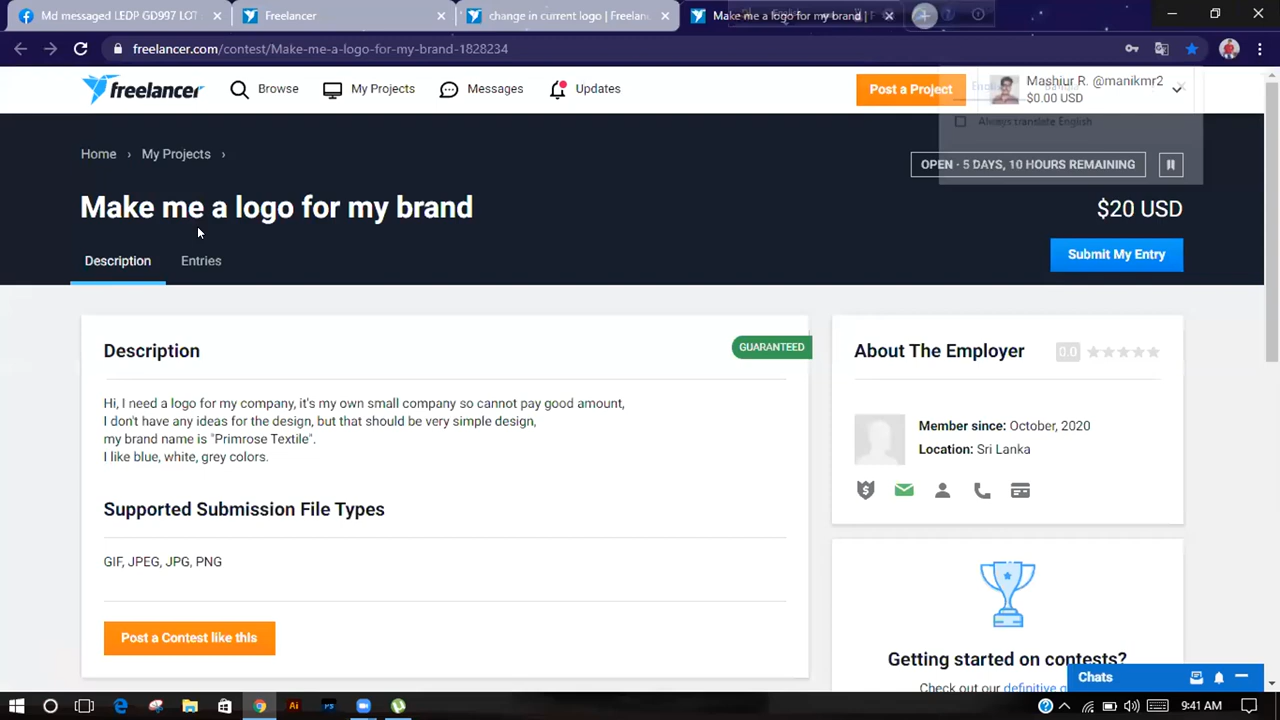 Md messaged LEDP GD997 LOT
Freelancer
change in current logo | Freelanc
Make me a logo for my brand |
freelancer.com/contest/Make-me-a-logo-for-my-brand-1828234
freelancer
Browse
My Projects
Messages
Updates
Post a Project
Mashiur R. @manikmr2
$0.00 USD
Always translate English
Home › My Projects ›
OPEN · 5 DAYS, 10 HOURS REMAINING
Make me a logo for my brand
$20 USD
Description
Entries
Submit My Entry
Description
GUARANTEED
Hi, I need a logo for my company, it's my own small company so cannot pay good amount,
I don't have any ideas for the design, but that should be very simple design,
my brand name is "Primrose Textile".
I like blue, white, grey colors.
Supported Submission File Types
GIF, JPEG, JPG, PNG
Post a Contest like this
About The Employer
0.0
Member since: October, 2020
Location: Sri Lanka
Getting started on contests?
Check out our definitive
Chats
9:41 AM